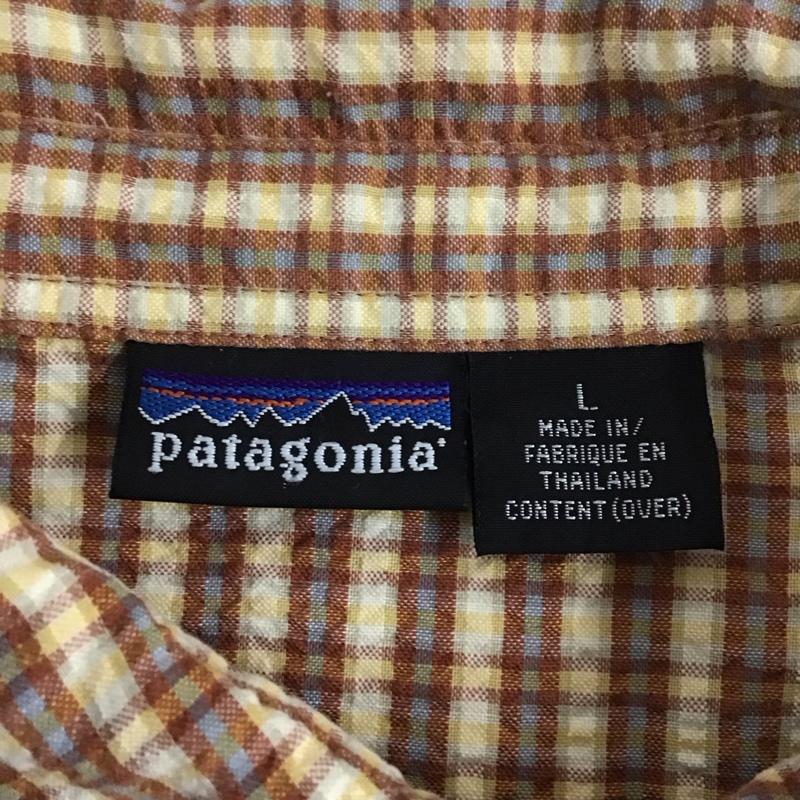 patagonia®
L
MADE IN/
FABRIQUE EN
THAILAND
CONTENT (OVER)